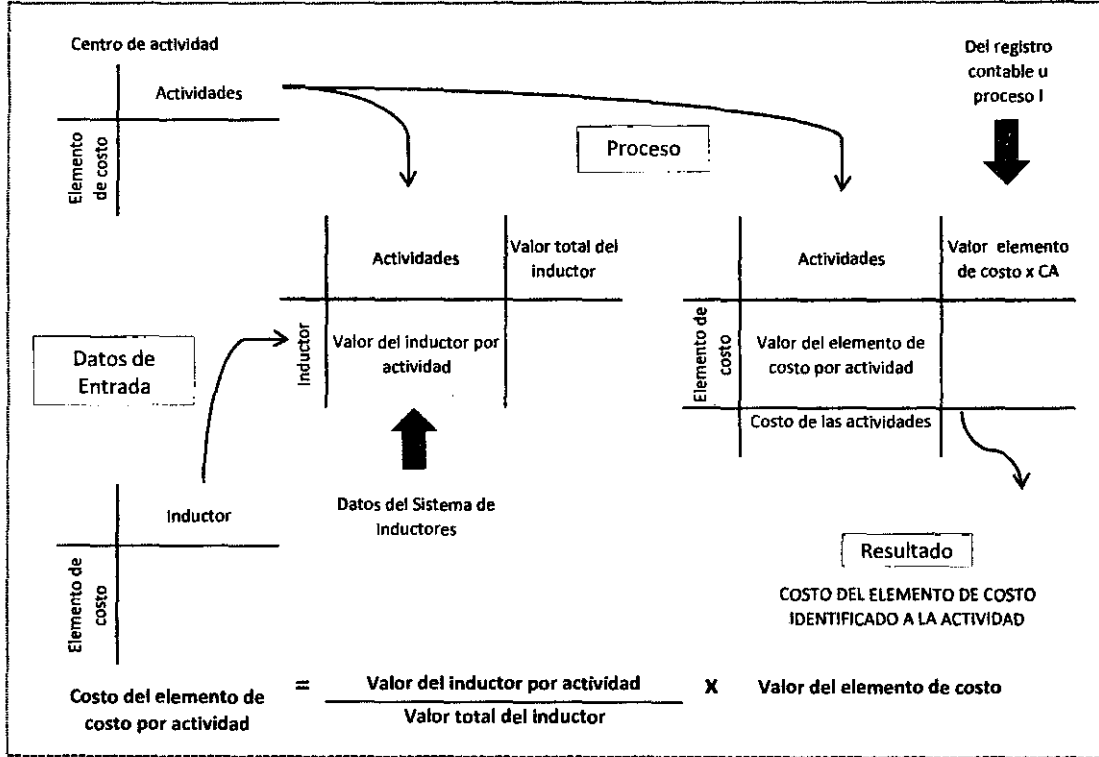 Centro de actividad
Actividades
Elemento
de costo
Del registro
contable u
proceso I
Proceso
Actividades
Valor total del
inductor
Inductor
Valor del inductor por
actividad
Actividades
Valor elemento
de costo x CA
Elemento de
costo
Valor del elemento de
costo por actividad
Costo de las actividades
Datos de
Entrada
Datos del Sistema de
Inductores
Inductor
Elemento de
costo
Resultado
COSTO DEL ELEMENTO DE COSTO
IDENTIFICADO A LA ACTIVIDAD
Costo del elemento de
costo por actividad
=
Valor del inductor por actividad
Valor total del inductor
X
Valor del elemento de costo